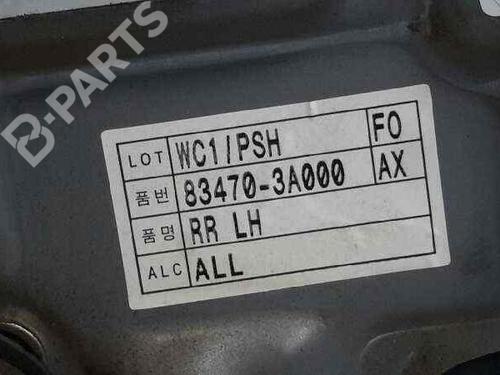 B-PARTS
LOT WC1/PSH FO
품번 83470-3A000 AX
품명 RR LH
ALC ALL